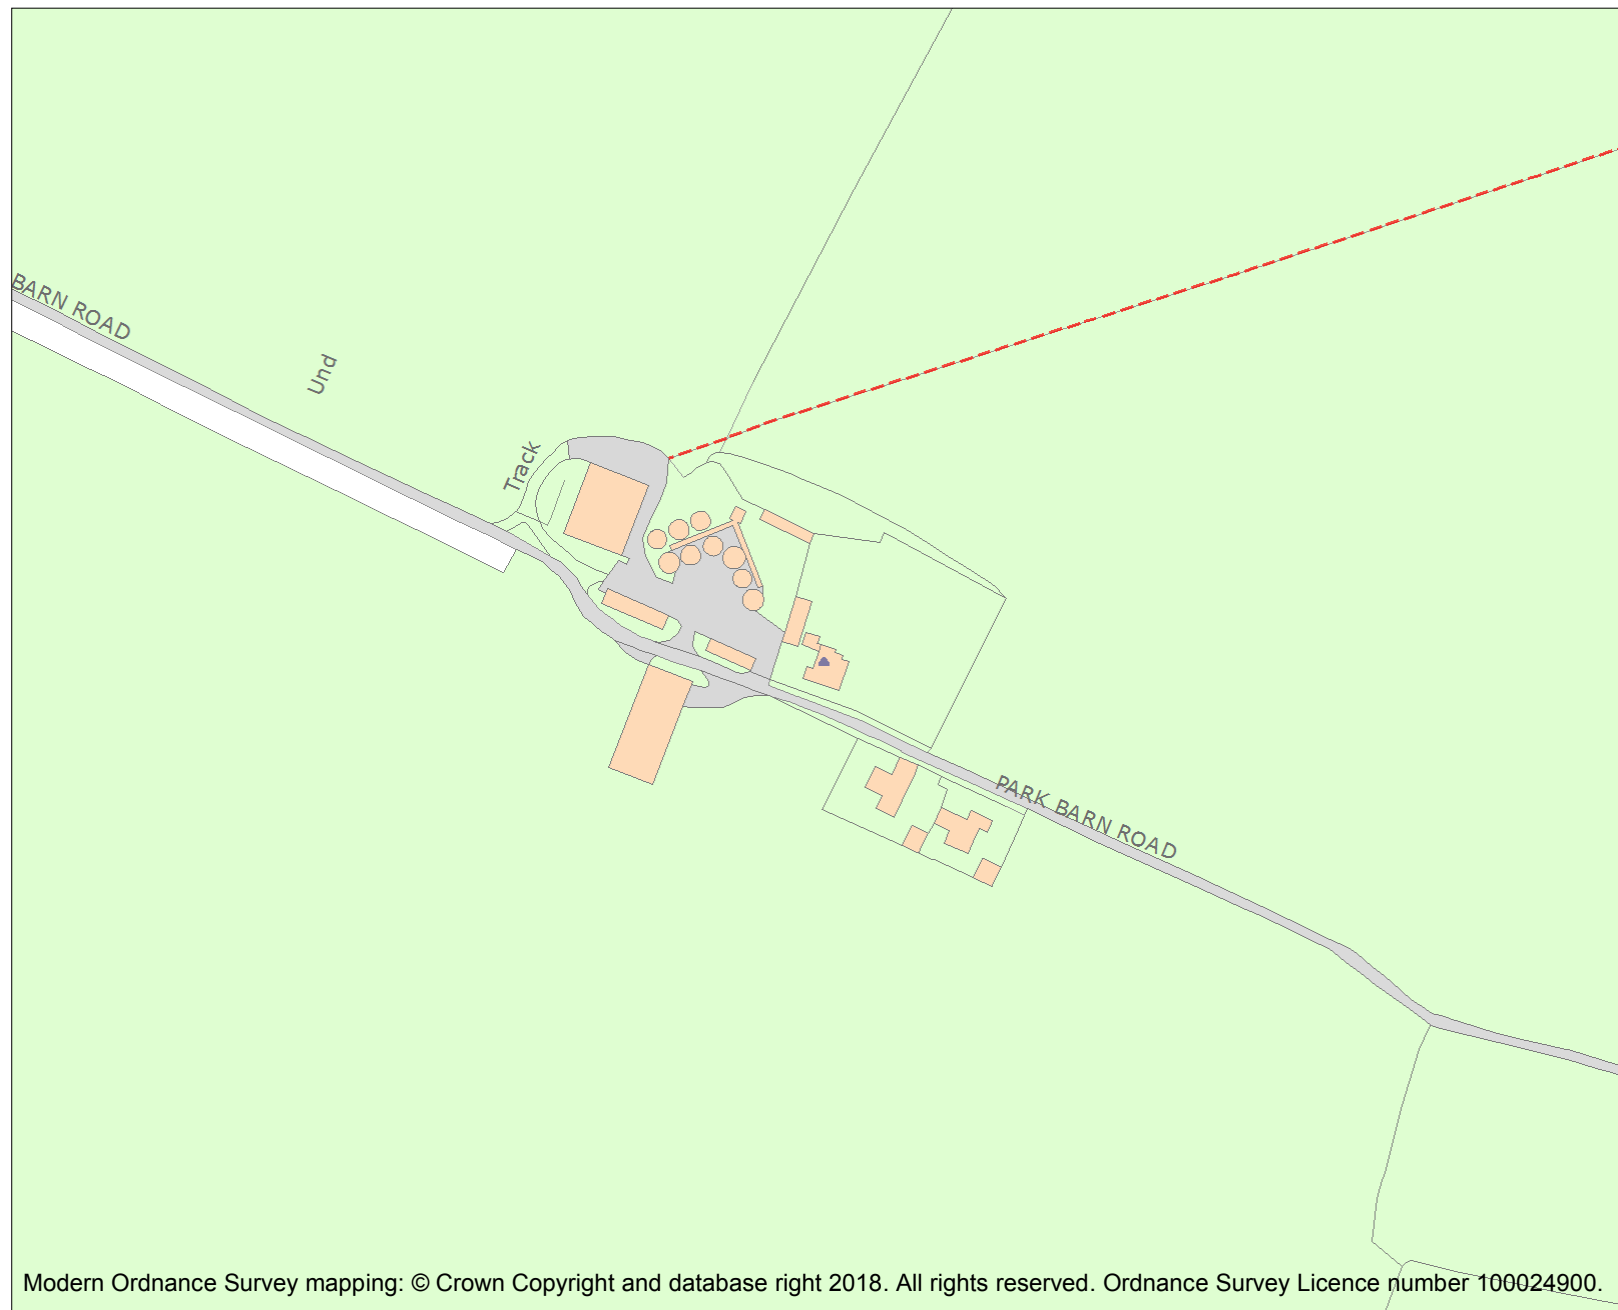 BARN ROAD
Und
Track
PARK BARN ROAD
Modern Ordnance Survey mapping: © Crown Copyright and database right 2018. All rights reserved. Ordnance Survey Licence number 100024900.